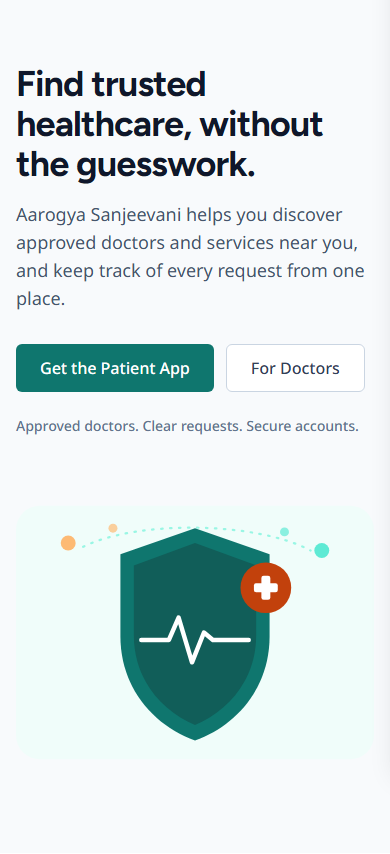 Find trusted
healthcare, without
the guesswork.
Aarogya Sanjeevani helps you discover
approved doctors and services near you,
and keep track of every request from one
place.
Get the Patient App
For Doctors
Approved doctors. Clear requests. Secure accounts.